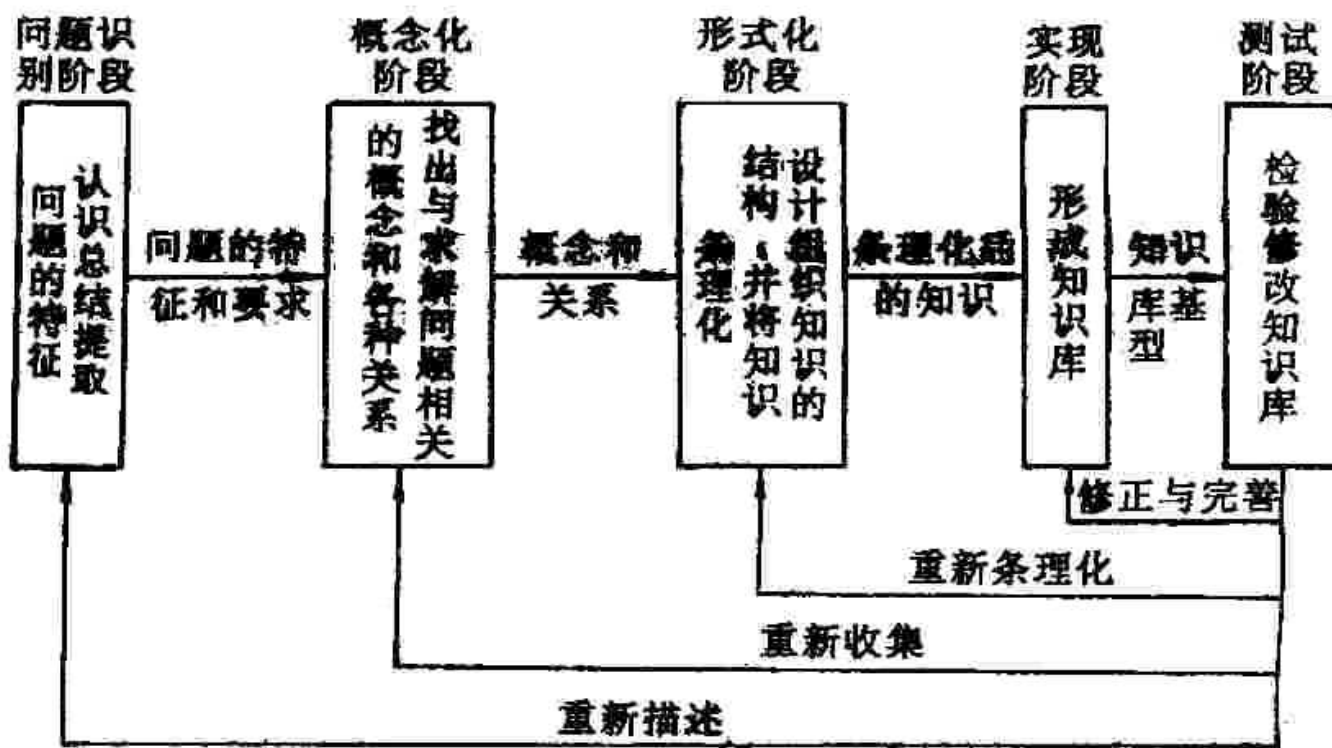 问题识
别阶段
概念化
阶段
形式化
阶段
实现
阶段
测试
阶段
认识总结提取
问题的特征
问题的特
征和要求
找出与求解问题相关
的概念和各种关系
概念和
关系
设计组织知识的
结构，并将知识
条理化
条理化后
的知识
形成知识库
知识
库基
型
检验修改知识库
修正与完善
重新条理化
重新收集
重新描述